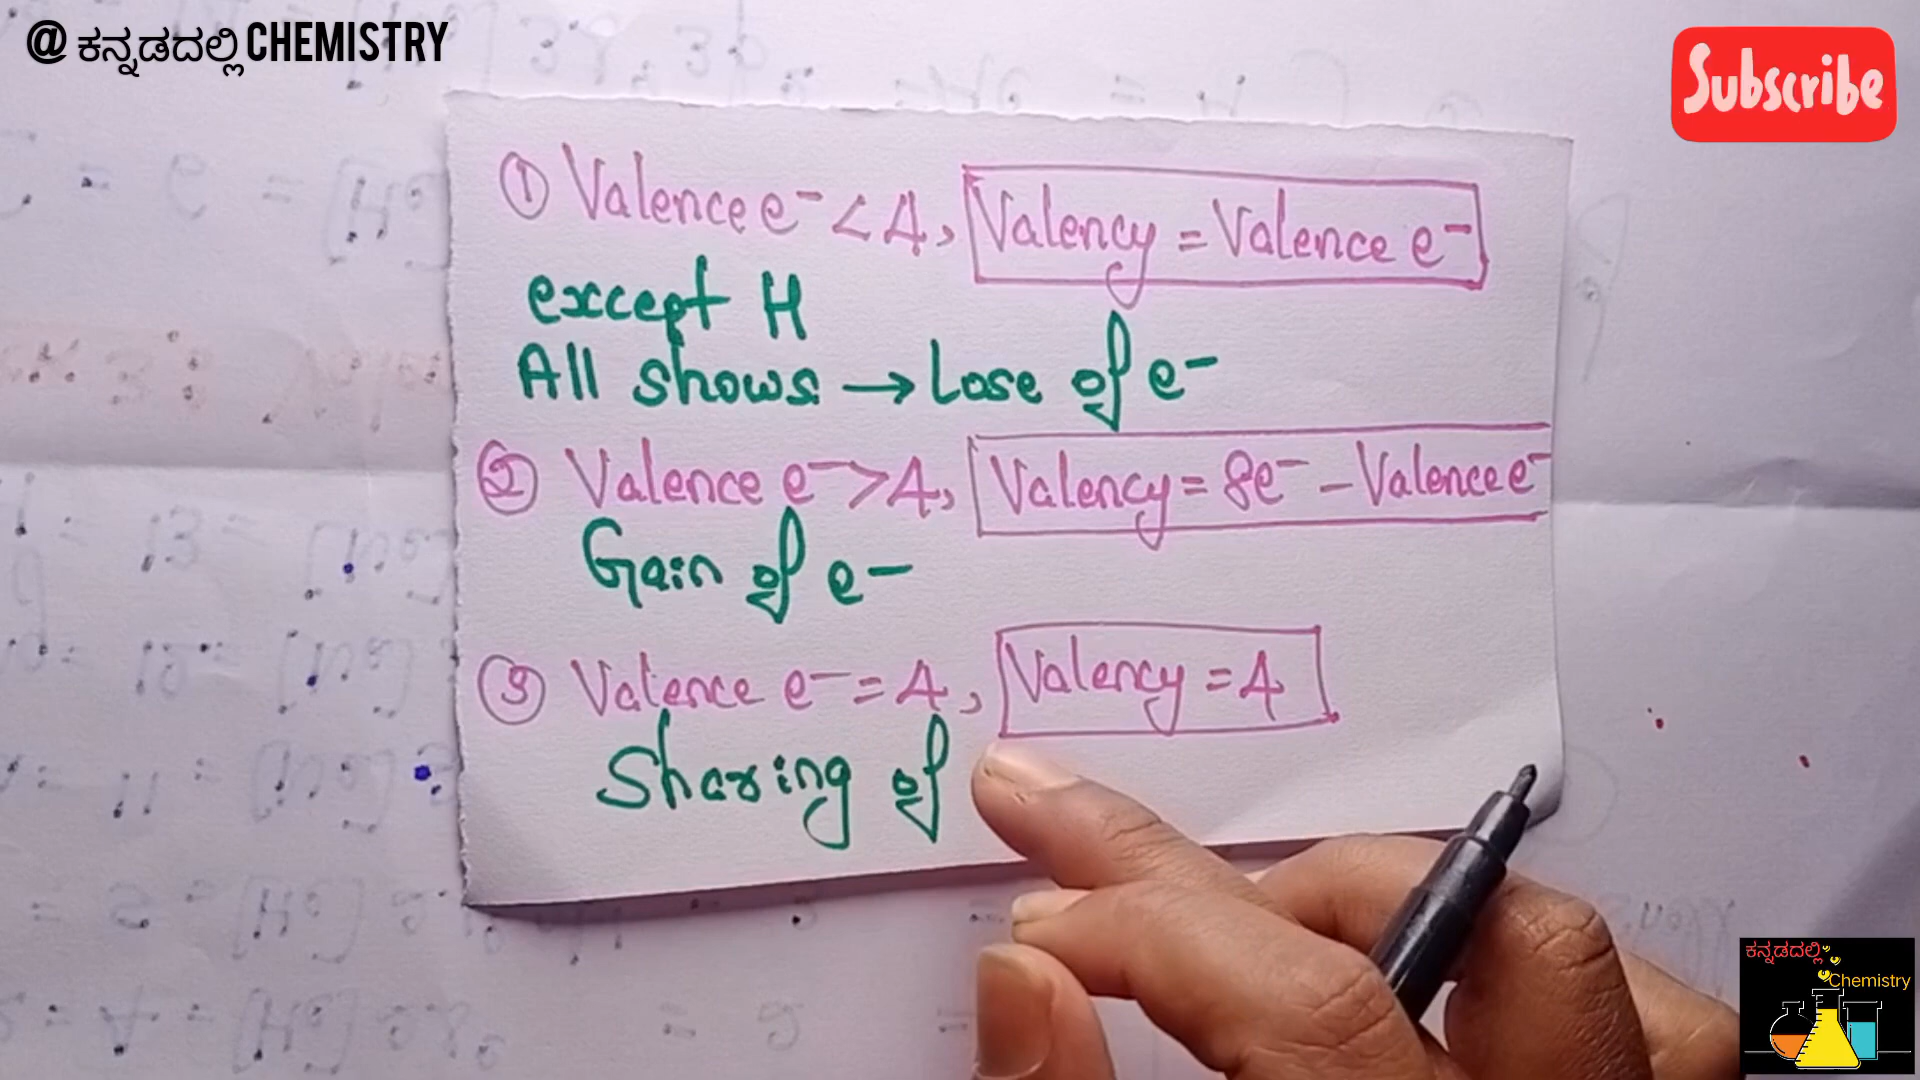 @ ಕನ್ನಡದಲ್ಲಿ CHEMISTRY
Subscribe
① Valence e⁻ < 4, Valency = Valence e⁻
except H
All shows → Lose of e⁻
② Valence e⁻ > 4, Valency = 8e⁻ – Valence e⁻
Gain of e⁻
③ Valence e⁻ = 4, Valency = 4
Sharing of
ಕನ್ನಡದಲ್ಲಿ
Chemistry